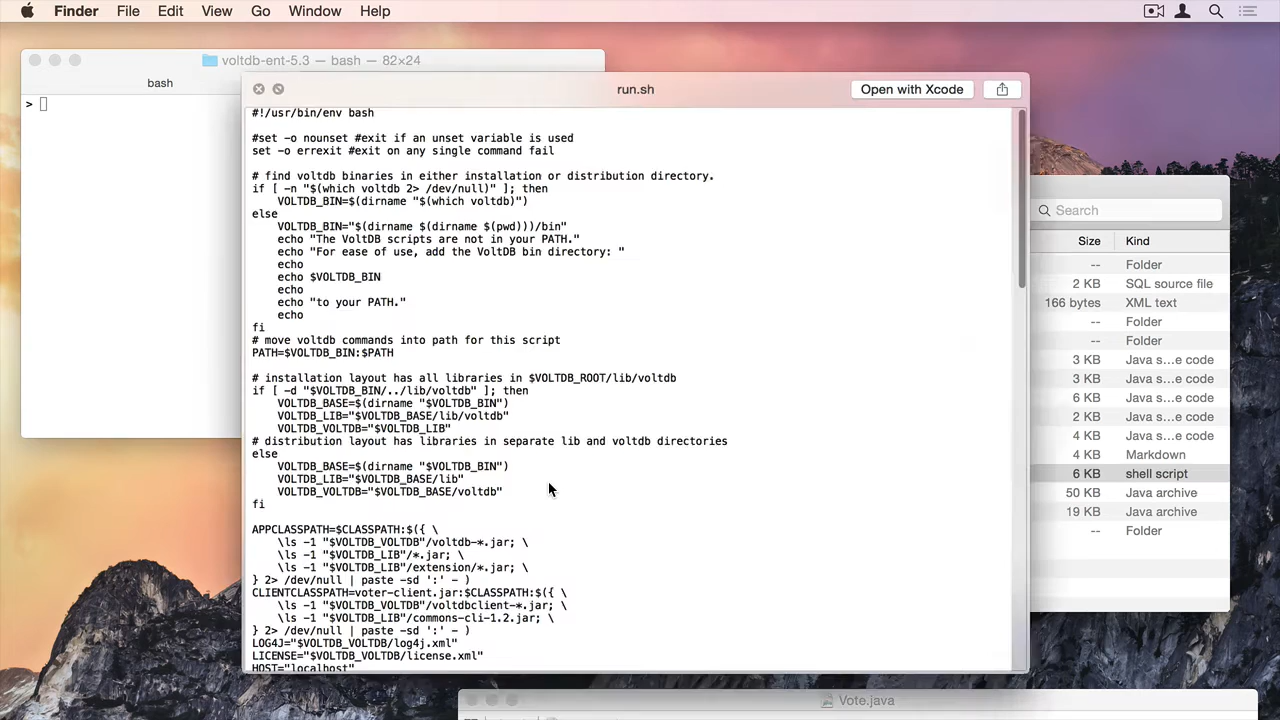 Finder File Edit View Go Window Help
voltdb-ent-5.3 — bash — 82×24
bash
>
run.sh
Open with Xcode
#!/usr/bin/env bash
#set -o nounset #exit if an unset variable is used
set -o errexit #exit on any single command fail
# find voltdb binaries in either installation or distribution directory.
if [ -n "$(which voltdb 2> /dev/null)" ]; then
    VOLTDB_BIN=$(dirname "$(which voltdb)")
else
    VOLTDB_BIN="$(dirname $(dirname $(pwd)))/bin"
    echo "The VoltDB scripts are not in your PATH."
    echo "For ease of use, add the VoltDB bin directory: "
    echo
    echo $VOLTDB_BIN
    echo
    echo "to your PATH."
    echo
fi
# move voltdb commands into path for this script
PATH=$VOLTDB_BIN:$PATH
# installation layout has all libraries in $VOLTDB_ROOT/lib/voltdb
if [ -d "$VOLTDB_BIN/../lib/voltdb" ]; then
    VOLTDB_BASE=$(dirname "$VOLTDB_BIN")
    VOLTDB_LIB="$VOLTDB_BASE/lib/voltdb"
    VOLTDB_VOLTDB="$VOLTDB_LIB"
# distribution layout has libraries in separate lib and voltdb directories
else
    VOLTDB_BASE=$(dirname "$VOLTDB_BIN")
    VOLTDB_LIB="$VOLTDB_BASE/lib"
    VOLTDB_VOLTDB="$VOLTDB_BASE/voltdb"
fi
APPCLASSPATH=$CLASSPATH:$({ \
    \ls -1 "$VOLTDB_VOLTDB"/voltdb-*.jar; \
    \ls -1 "$VOLTDB_LIB"/*.jar; \
    \ls -1 "$VOLTDB_LIB"/extension/*.jar; \
} 2> /dev/null | paste -sd ':' - )
CLIENTCLASSPATH=voter-client.jar:$CLASSPATH:$({ \
    \ls -1 "$VOLTDB_VOLTDB"/voltdbclient-*.jar; \
    \ls -1 "$VOLTDB_LIB"/commons-cli-1.2.jar; \
} 2> /dev/null | paste -sd ':' - )
LOG4J="$VOLTDB_VOLTDB/log4j.xml"
LICENSE="$VOLTDB_VOLTDB/license.xml"
HOST="localhost"
Search
Size Kind
-- Folder
2 KB SQL source file
166 bytes XML text
-- Folder
-- Folder
3 KB Java s...e code
3 KB Java s...e code
6 KB Java s...e code
2 KB Java s...e code
4 KB Java s...e code
4 KB Markdown
6 KB shell script
50 KB Java archive
19 KB Java archive
-- Folder
Vote.java